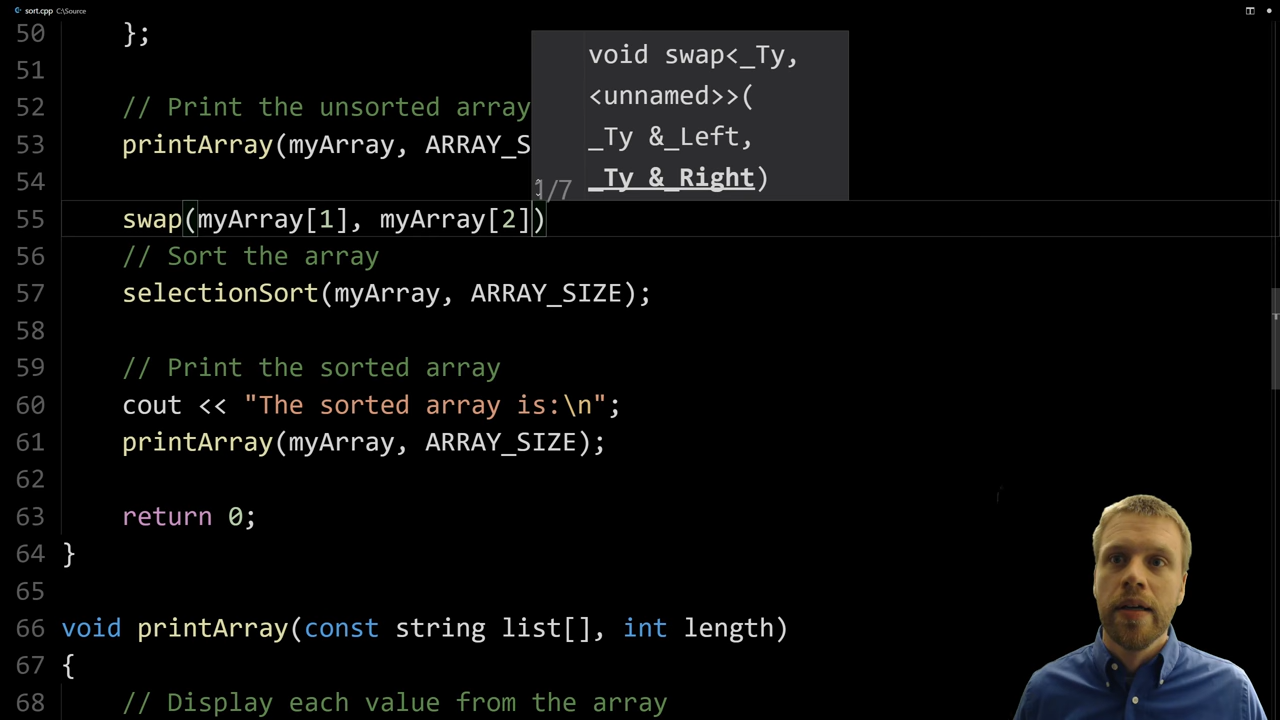 sort.cpp C:\Source
50 };
51
52 // Print the unsorted array
53 printArray(myArray, ARRAY_S
54
55 swap(myArray[1], myArray[2])
56 // Sort the array
57 selectionSort(myArray, ARRAY_SIZE);
58
59 // Print the sorted array
60 cout << "The sorted array is:\n";
61 printArray(myArray, ARRAY_SIZE);
62
63 return 0;
64 }
65
66 void printArray(const string list[], int length)
67 {
68 // Display each value from the array
void swap<_Ty,
<unnamed>>(
_Ty &_Left,
_Ty &_Right)
1/7